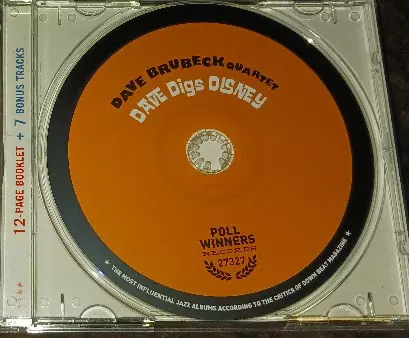 12-PAGE BOOKLET + 7 BONUS TRACKS
DAVE BRUBECK QUARTET
DAVE Digs DISNEY
POLL
WINNERS
RECORDS
27327
★ THE MOST INFLUENTIAL JAZZ ALBUMS ACCORDING TO THE CRITICS OF DOWN BEAT MAGAZINE ★